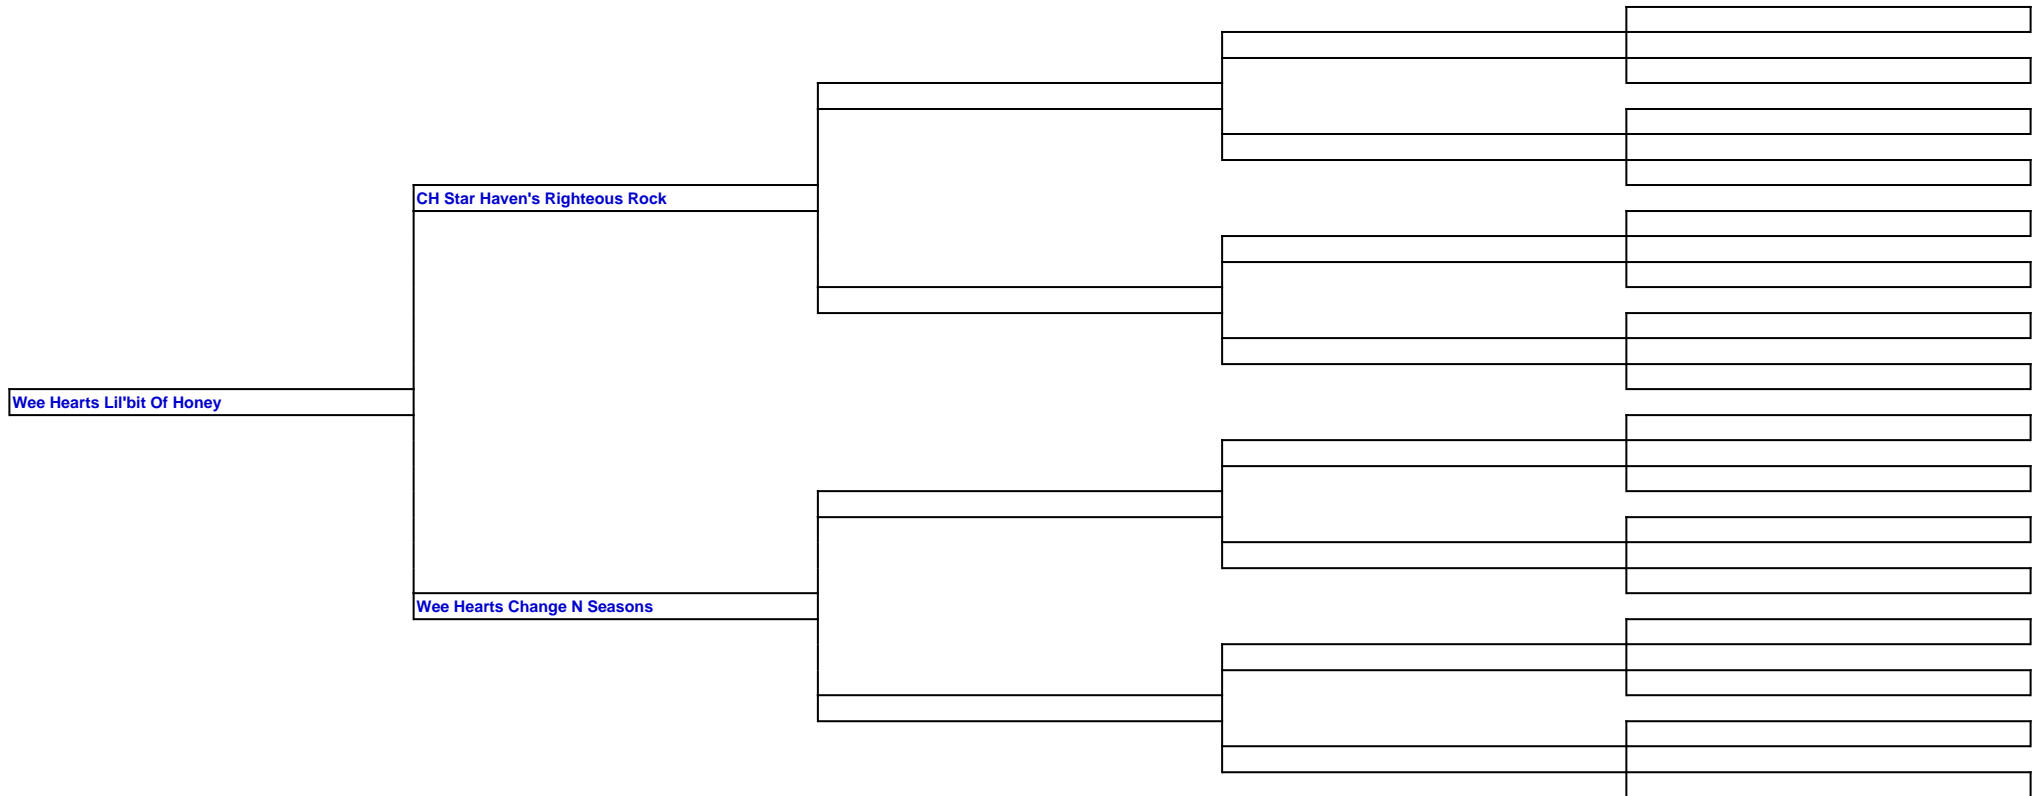 CH Star Haven's Righteous Rock
Wee Hearts Lil'bit Of Honey
Wee Hearts Change N Seasons